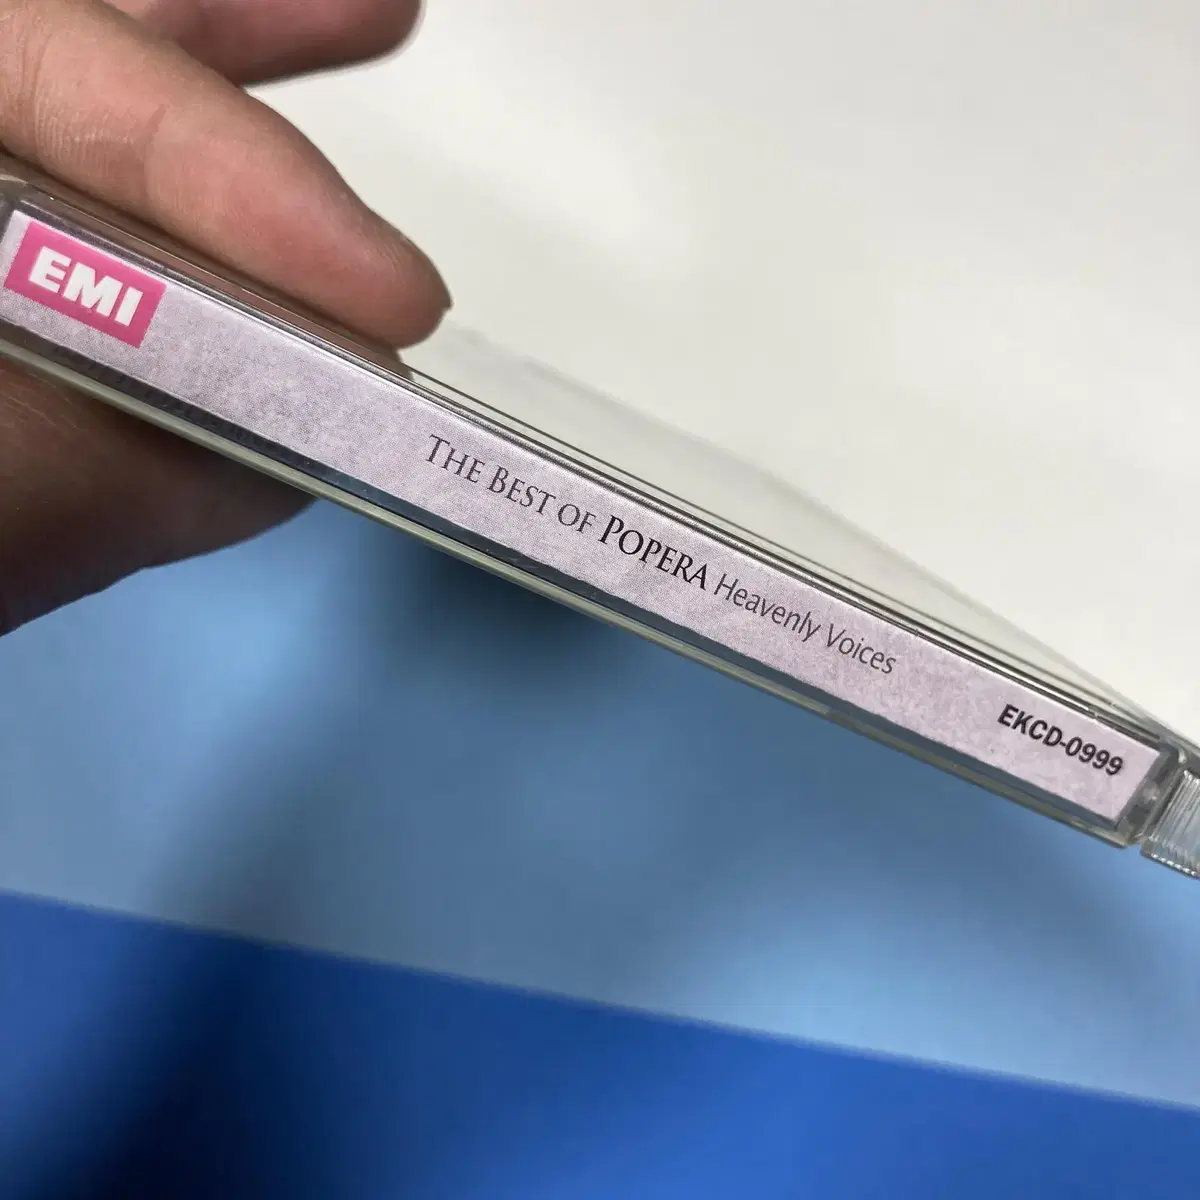 EMI
THE BEST OF POPERA Heavenly Voices
EKCD-0999